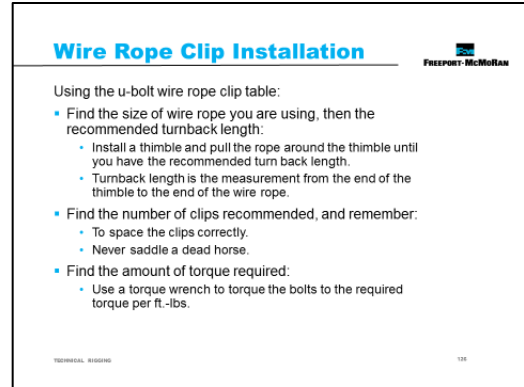 Wire Rope Clip Installation
FCX
FREEPORT-McMoRAN
Using the u-bolt wire rope clip table:
▪ Find the size of wire rope you are using, then the
recommended turnback length:
• Install a thimble and pull the rope around the thimble until
you have the recommended turn back length.
• Turnback length is the measurement from the end of the
thimble to the end of the wire rope.
▪ Find the number of clips recommended, and remember:
• To space the clips correctly.
• Never saddle a dead horse.
▪ Find the amount of torque required:
• Use a torque wrench to torque the bolts to the required
torque per ft.-lbs.
TECHNICAL RIGGING